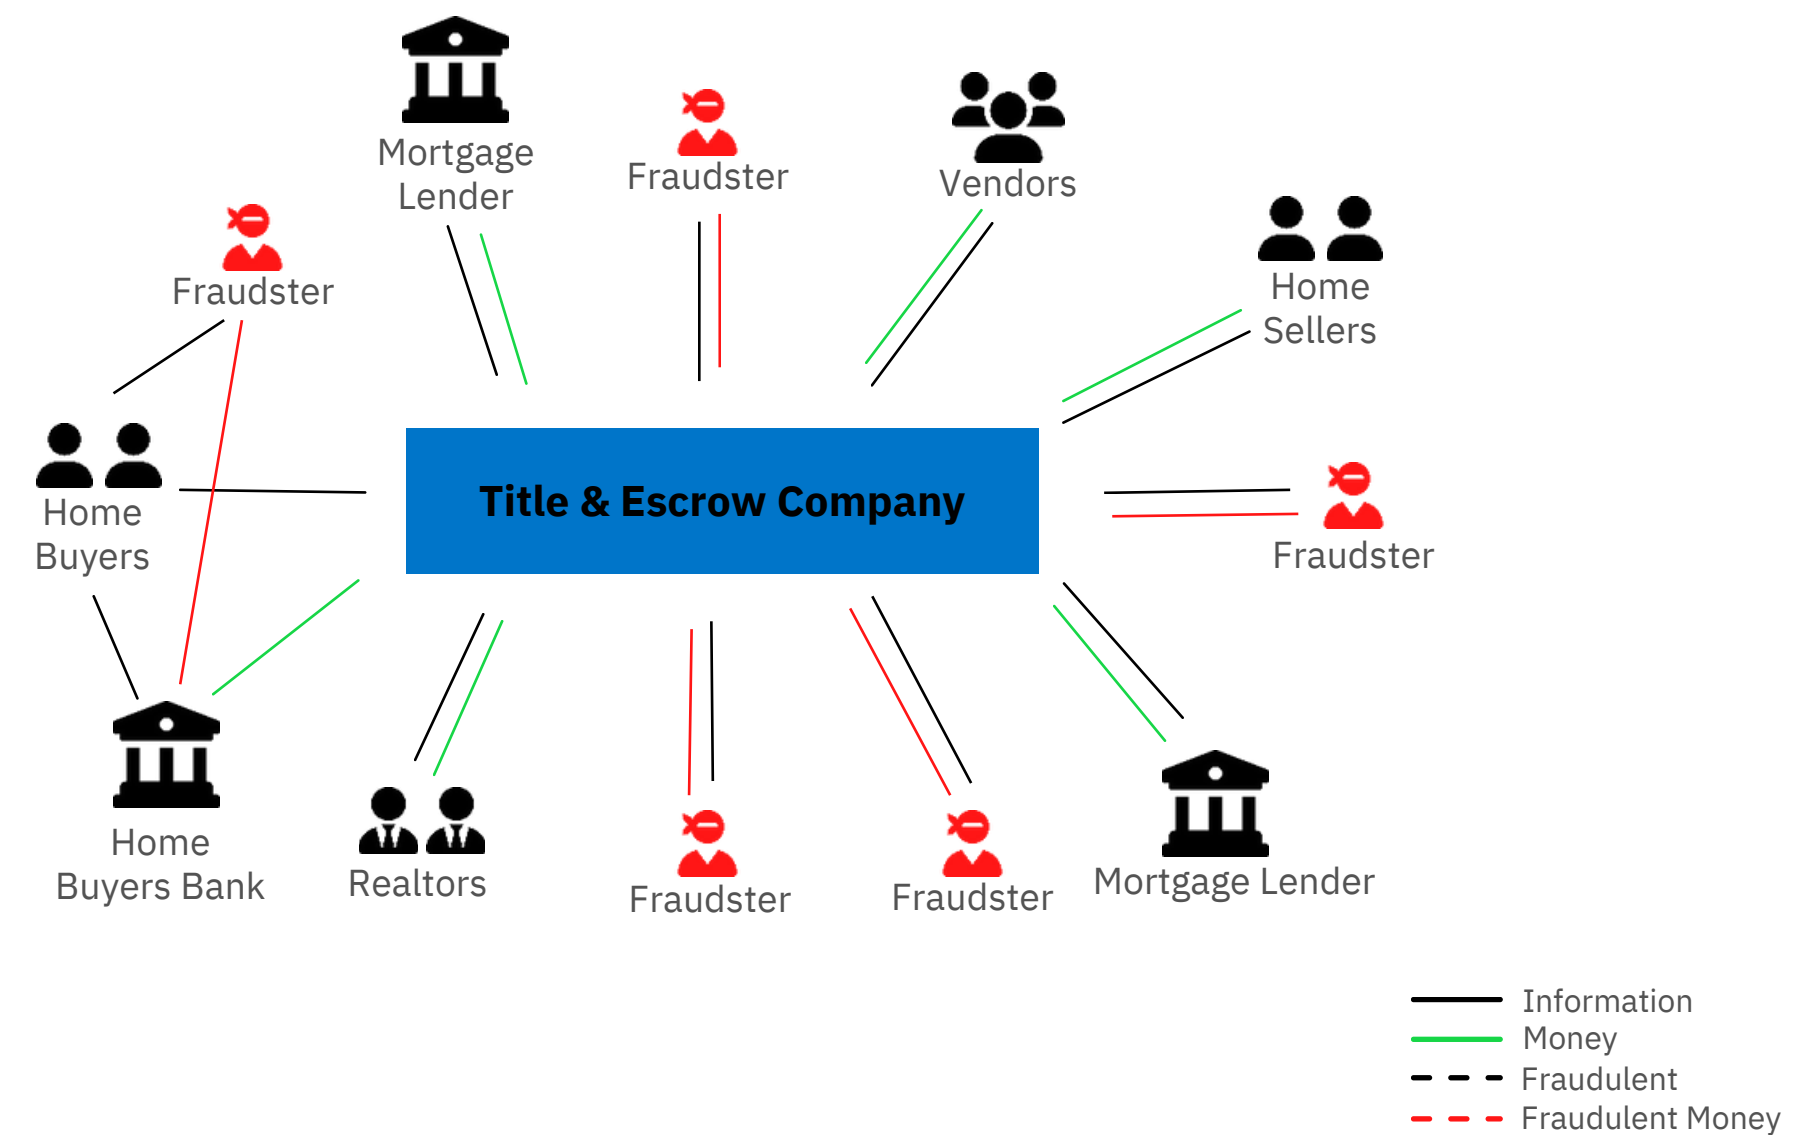 Mortgage
Lender
Fraudster
Vendors
Fraudster
Home
Sellers
Title & Escrow Company
Home
Buyers
Fraudster
Home
Buyers Bank
Realtors
Fraudster
Fraudster
Mortgage Lender
Information
Money
Fraudulent
Fraudulent Money